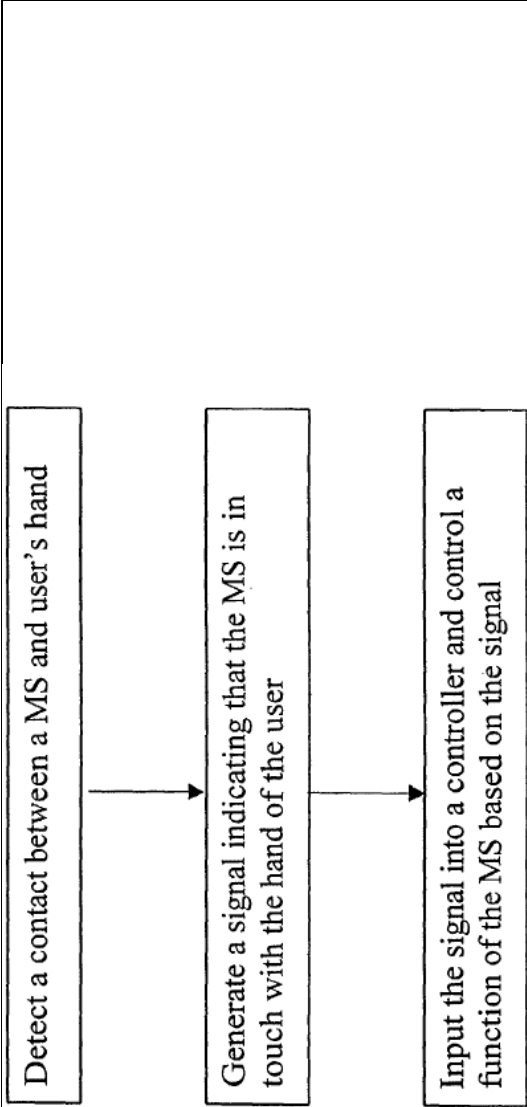 Detect a contact between a MS and user's hand
Generate a signal indicating that the MS is in
touch with the hand of the user
Input the signal into a controller and control a
function of the MS based on the signal